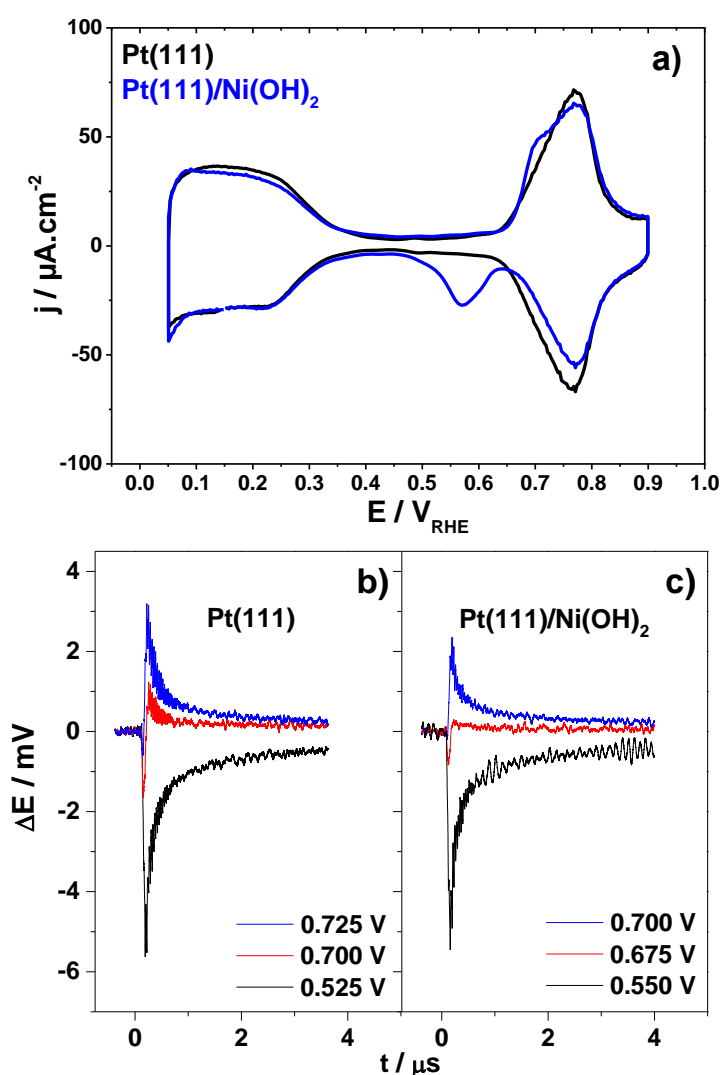 Pt(111)
a)
Pt(111)/Ni(OH)₂
100
50
0
-50
-100
j / µA.cm⁻²
0.0 0.1 0.2 0.3 0.4 0.5 0.6 0.7 0.8 0.9 1.0
E / V_RHE
b)
c)
Pt(111)
Pt(111)/Ni(OH)₂
4
2
0
-2
-4
-6
ΔE / mV
0.725 V
0.700 V
0.525 V
0.700 V
0.675 V
0.550 V
0 2 4 0 2 4
t / µs